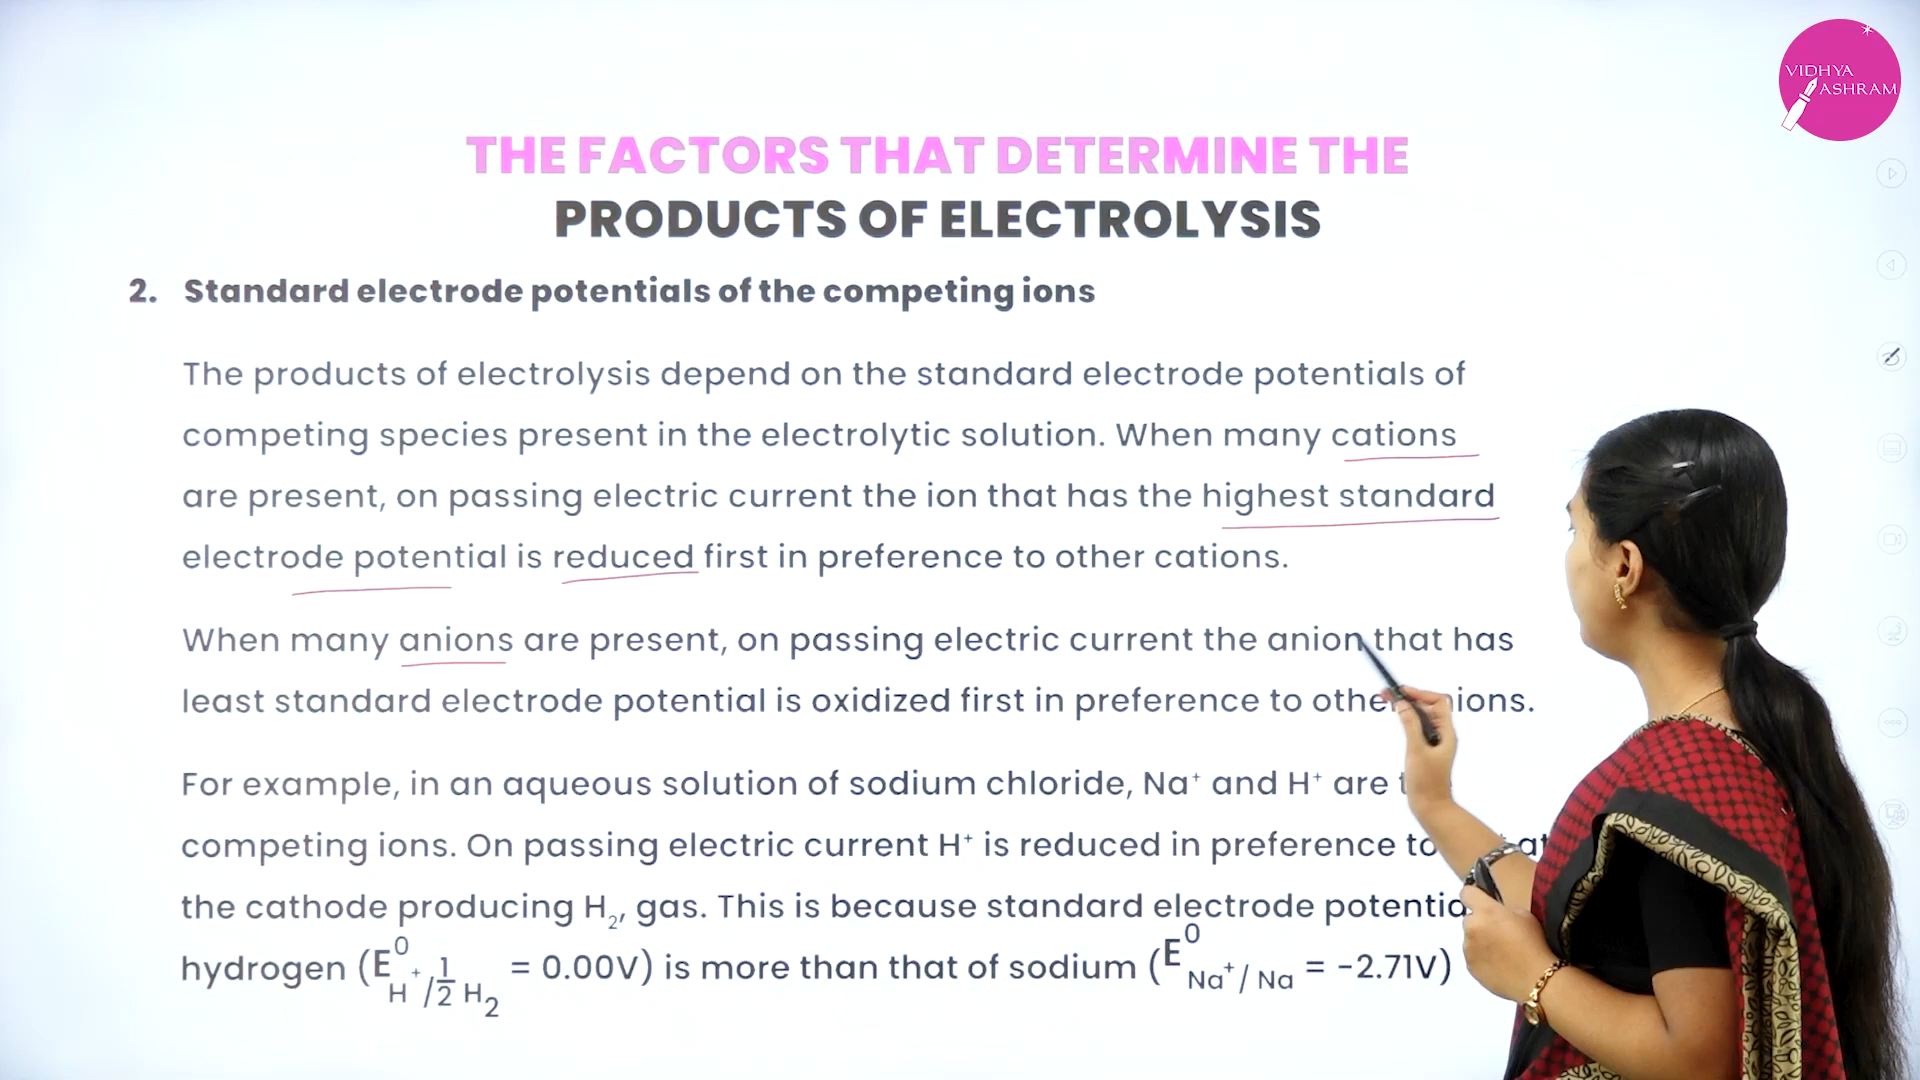 VIDHYA
ASHRAM
THE FACTORS THAT DETERMINE THE
PRODUCTS OF ELECTROLYSIS
2. Standard electrode potentials of the competing ions
The products of electrolysis depend on the standard electrode potentials of
competing species present in the electrolytic solution. When many cations
are present, on passing electric current the ion that has the highest standard
electrode potential is reduced first in preference to other cations.
When many anions are present, on passing electric current the anion that has
least standard electrode potential is oxidized first in preference to
For example, in an aqueous solution of sodium chloride, Na⁺ and H⁺ are
competing ions. On passing electric current H⁺ is reduced in preference to at
the cathode producing H₂, gas. This is because standard electrode
hydrogen (E⁰ H⁺/½ H₂ = 0.00V) is more than that of sodium (E⁰ Na⁺/ Na = -2.71V)